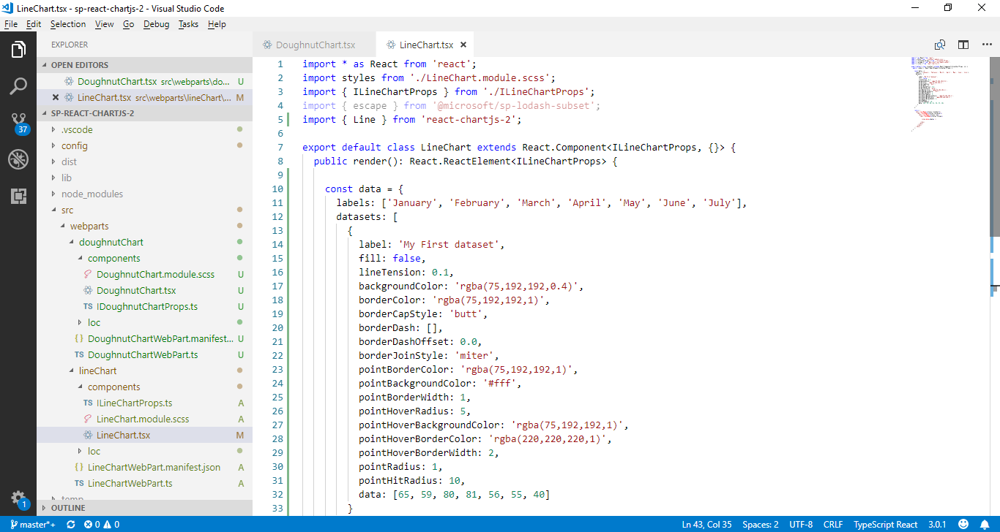 LineChart.tsx - sp-react-chartjs-2 - Visual Studio Code
File Edit Selection View Go Debug Tasks Help
EXPLORER
OPEN EDITORS
DoughnutChart.tsx src\webparts\do... U
LineChart.tsx src\webparts\lineChart\... M
SP-REACT-CHARTJS-2
.vscode
config
dist
lib
node_modules
src
webparts
doughnutChart
components
DoughnutChart.module.scss U
DoughnutChart.tsx U
TS IDoughnutChartProps.ts U
loc
{} DoughnutChartWebPart.manifest... U
TS DoughnutChartWebPart.ts U
lineChart
components
TS ILineChartProps.ts A
LineChart.module.scss A
LineChart.tsx M
loc
{} LineChartWebPart.manifest.json A
TS LineChartWebPart.ts A
temp
OUTLINE
37
1
DoughnutChart.tsx LineChart.tsx
1 import * as React from 'react';
2 import styles from './LineChart.module.scss';
3 import { ILineChartProps } from './ILineChartProps';
4 import { escape } from '@microsoft/sp-lodash-subset';
5 import { Line } from 'react-chartjs-2';
6
7 export default class LineChart extends React.Component<ILineChartProps, {}> {
8 public render(): React.ReactElement<ILineChartProps> {
9
10 const data = {
11 labels: ['January', 'February', 'March', 'April', 'May', 'June', 'July'],
12 datasets: [
13 {
14 label: 'My First dataset',
15 fill: false,
16 lineTension: 0.1,
17 backgroundColor: 'rgba(75,192,192,0.4)',
18 borderColor: 'rgba(75,192,192,1)',
19 borderCapStyle: 'butt',
20 borderDash: [],
21 borderDashOffset: 0.0,
22 borderJoinStyle: 'miter',
23 pointBorderColor: 'rgba(75,192,192,1)',
24 pointBackgroundColor: '#fff',
25 pointBorderWidth: 1,
26 pointHoverRadius: 5,
27 pointHoverBackgroundColor: 'rgba(75,192,192,1)',
28 pointHoverBorderColor: 'rgba(220,220,220,1)',
29 pointHoverBorderWidth: 2,
30 pointRadius: 1,
31 pointHitRadius: 10,
32 data: [65, 59, 80, 81, 56, 55, 40]
33 }
master*+ 0 0 Ln 43, Col 35 Spaces: 2 UTF-8 CRLF TypeScript React 3.0.1